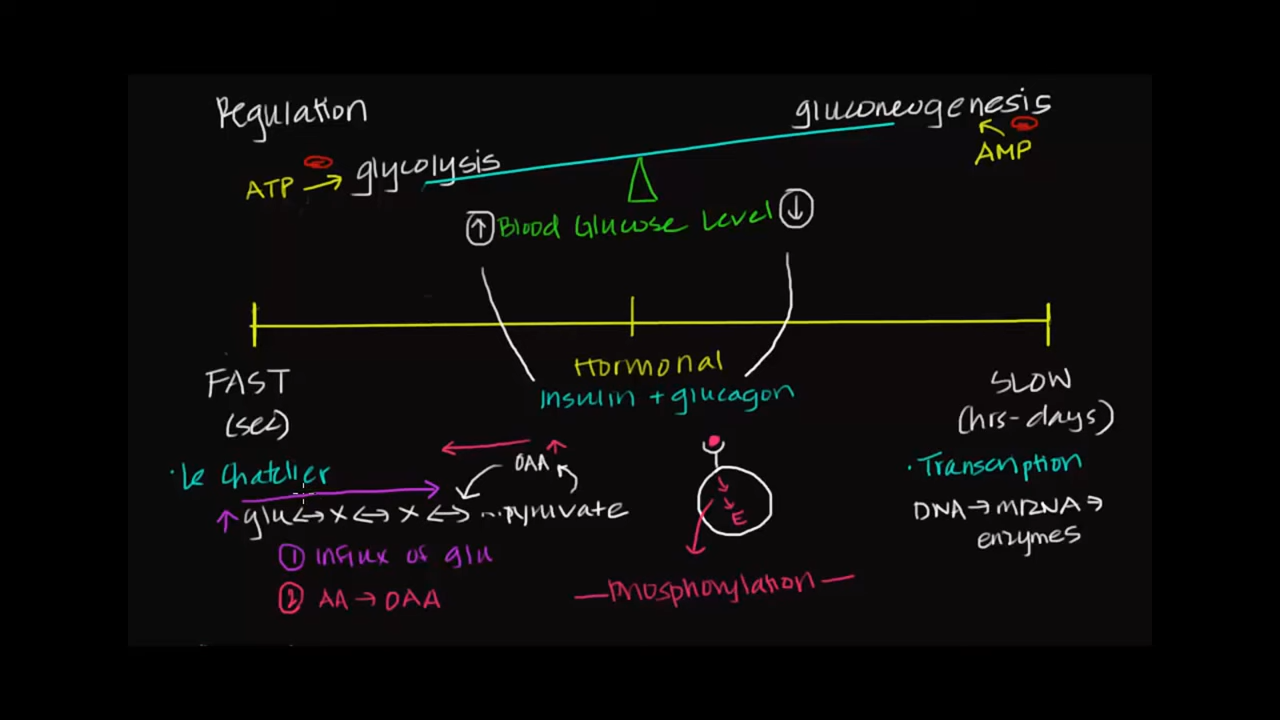 Regulation
gluconeogenesis
ATP → glycolysis
AMP
↑ Blood Glucose Level ↓
Hormonal
Insulin + glucagon
FAST
(sec)
SLOW
(hrs-days)
· Le Chatelier
OAA ↑
↑ glu ↔ x ↔ x ↔ ... pyruvate
① Influx of glu
② AA → OAA
E
— Phosphorylation —
· Transcription
DNA → mRNA →
enzymes